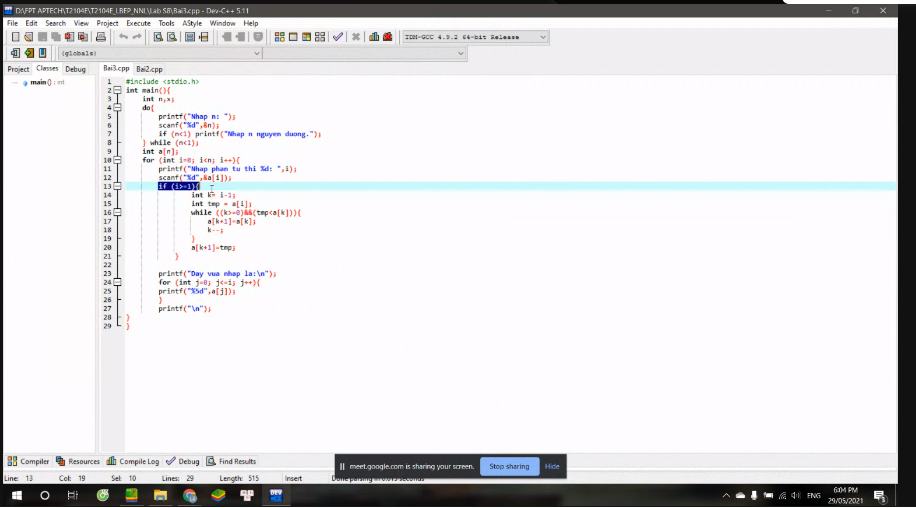 D:\FPT APTECH\T2104E\LBEP_NNL\Lab S8\Bai3.cpp - Dev-C++ 5.11
File Edit Search View Project Execute Tools AStyle Window Help
TDM-GCC 4.9.2 64-bit Release
(globals)
Project Classes Debug Bai3.cpp Bai2.cpp
main () : int
1 #include <stdio.h>
2 int main(){
3 int n,x;
4 do{
5 printf("Nhap n: ");
6 scanf("%d",&n);
7 if (n<1) printf("Nhap n nguyen duong.");
8 } while (n<1);
9 int a[n];
10 for (int i=0; i<n; i++){
11 printf("Nhap phan tu thi %d: ",i);
12 scanf("%d",&a[i]);
13 if (i>=1){
14 int k= i-1;
15 int tmp = a[i];
16 while ((k>=0)&&(tmp<a[k])){
17 a[k+1]=a[k];
18 k--;
19 }
20 a[k+1]=tmp;
21 }
22
23 printf("Day vua nhap la:\n");
24 for (int j=0; j<=i; j++){
25 printf("%5d",a[j]);
26 }
27 printf("\n");
28 }
29 }
Compiler Resources Compile Log Debug Find Results
meet.google.com is sharing your screen. Stop sharing Hide
Line: 13 Col: 19 Sel: 10 Lines: 29 Length: 515 Insert Done parsing in 0.015 seconds
ENG 6:04 PM
29/05/2021
3